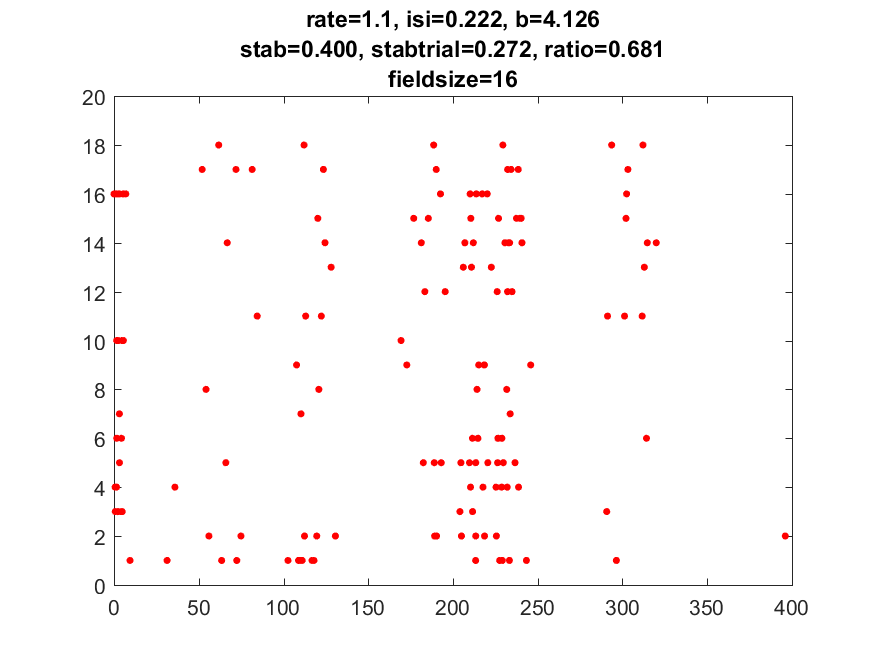 rate=1.1, isi=0.222, b=4.126
stab=0.400, stabtrial=0.272, ratio=0.681
fieldsize=16
20
18
16
14
12
10
8
6
4
2
0
0 50 100 150 200 250 300 350 400